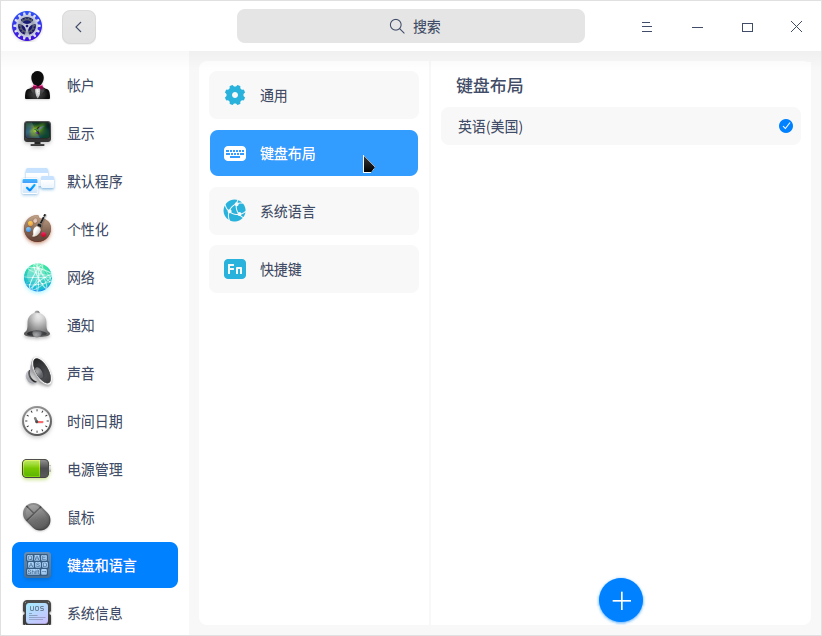 搜索
帐户
显示
默认程序
个性化
网络
通知
声音
时间日期
电源管理
鼠标
键盘和语言
系统信息
通用
键盘布局
系统语言
Fn
快捷键
键盘布局
英语(美国)
UOS